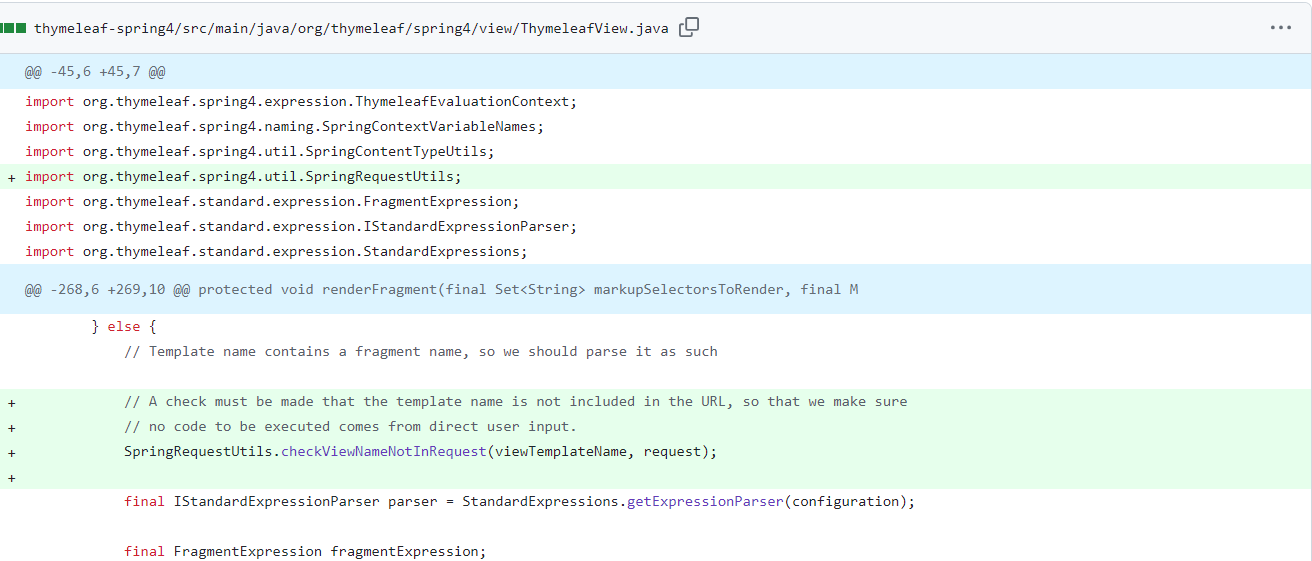 thymeleaf-spring4/src/main/java/org/thymeleaf/spring4/view/ThymeleafView.java
@@ -45,6 +45,7 @@
import org.thymeleaf.spring4.expression.ThymeleafEvaluationContext;
import org.thymeleaf.spring4.naming.SpringContextVariableNames;
import org.thymeleaf.spring4.util.SpringContentTypeUtils;
+ import org.thymeleaf.spring4.util.SpringRequestUtils;
import org.thymeleaf.standard.expression.FragmentExpression;
import org.thymeleaf.standard.expression.IStandardExpressionParser;
import org.thymeleaf.standard.expression.StandardExpressions;
@@ -268,6 +269,10 @@ protected void renderFragment(final Set<String> markupSelectorsToRender, final M
} else {
// Template name contains a fragment name, so we should parse it as such
+ // A check must be made that the template name is not included in the URL, so that we make sure
+ // no code to be executed comes from direct user input.
+ SpringRequestUtils.checkViewNameNotInRequest(viewTemplateName, request);
+
final IStandardExpressionParser parser = StandardExpressions.getExpressionParser(configuration);
final FragmentExpression fragmentExpression;